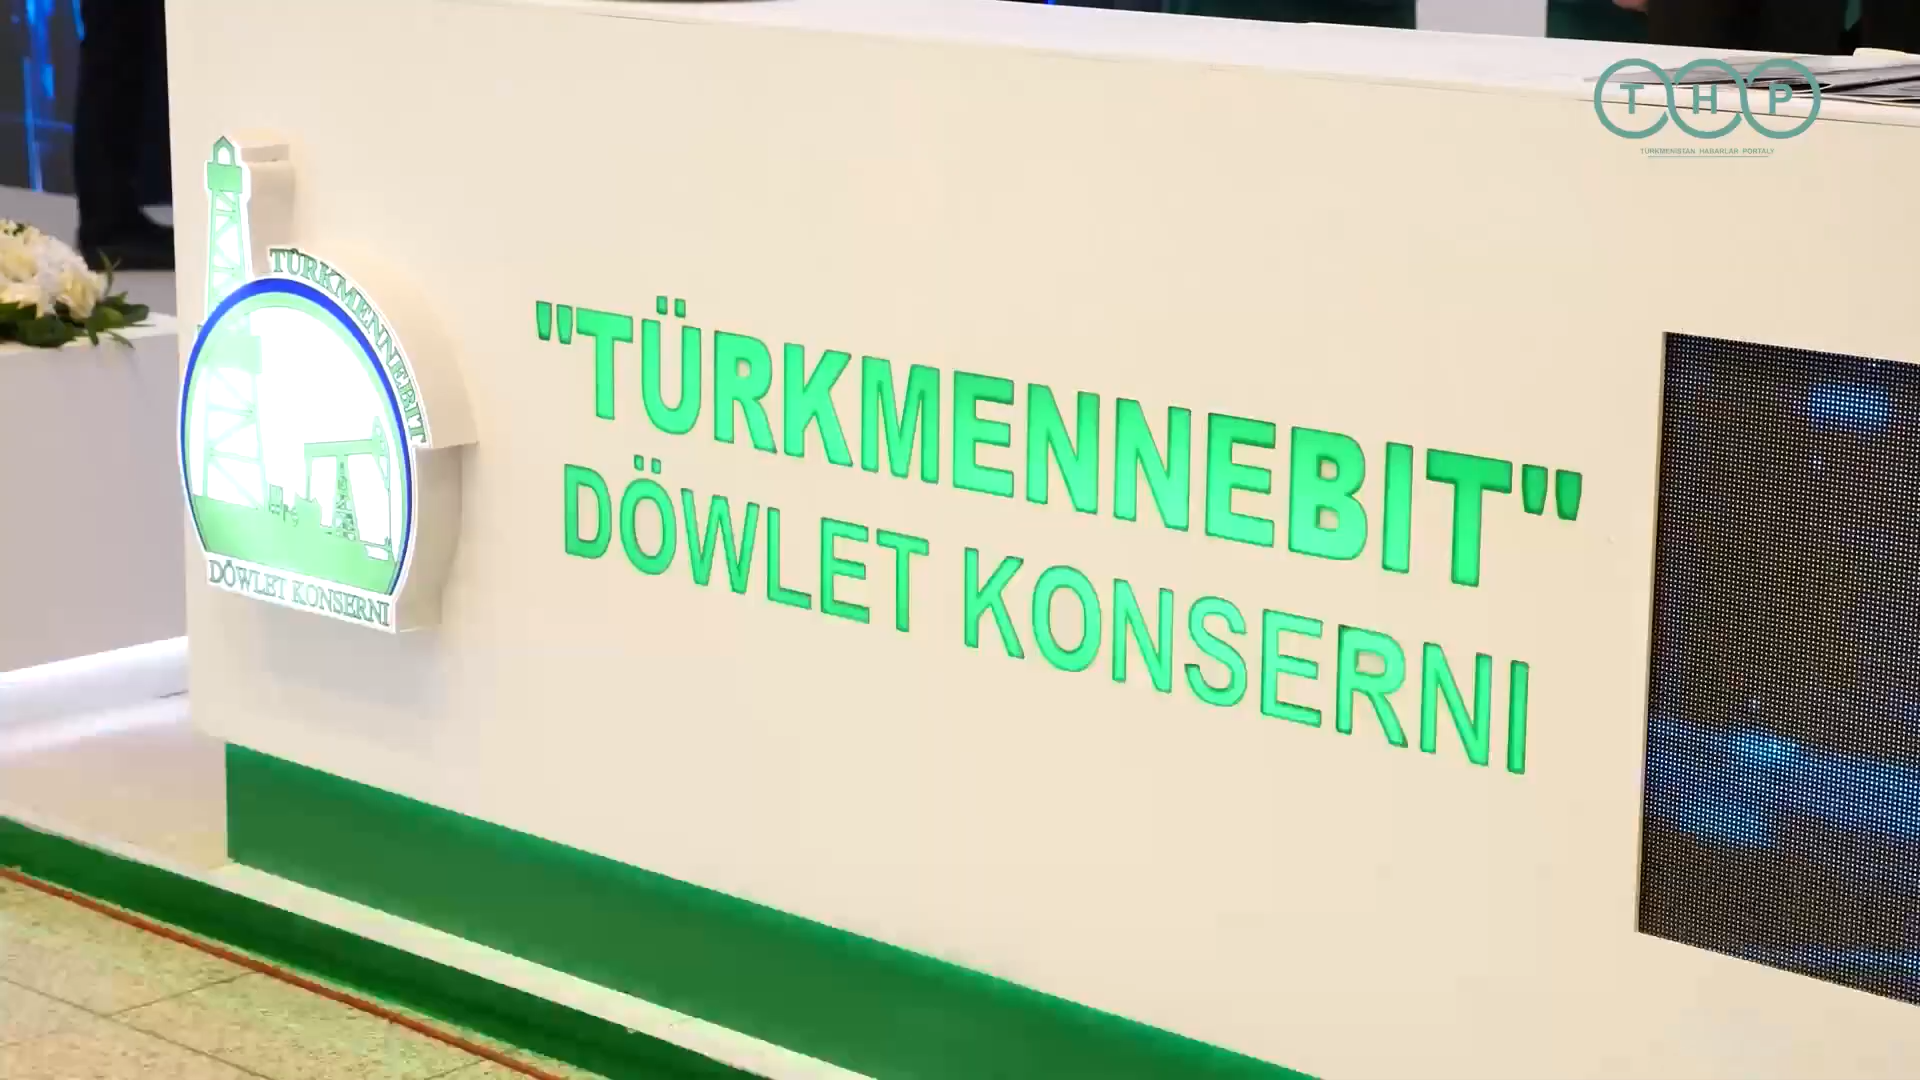 THP
TÜRKMENISTAN HABARLAR PORTALY
TÜRKMENNEBIT
DÖWLET KONSERNI
"TÜRKMENNEBIT"
DÖWLET KONSERNI